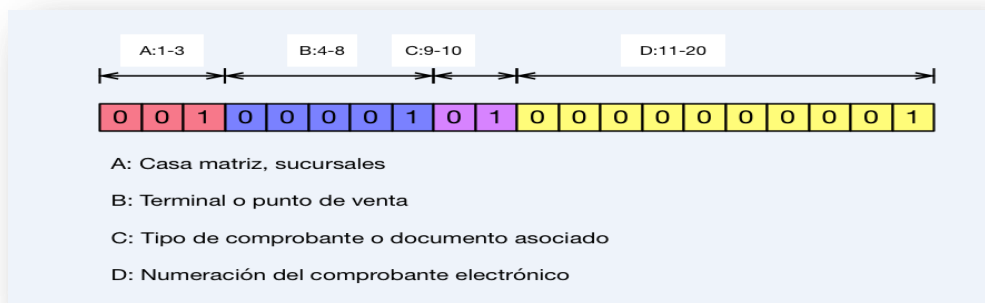 A:1-3 B:4-8 C:9-10 D:11-20
0 0 1 0 0 0 0 1 0 1 0 0 0 0 0 0 0 0 0 1
A: Casa matriz, sucursales
B: Terminal o punto de venta
C: Tipo de comprobante o documento asociado
D: Numeración del comprobante electrónico